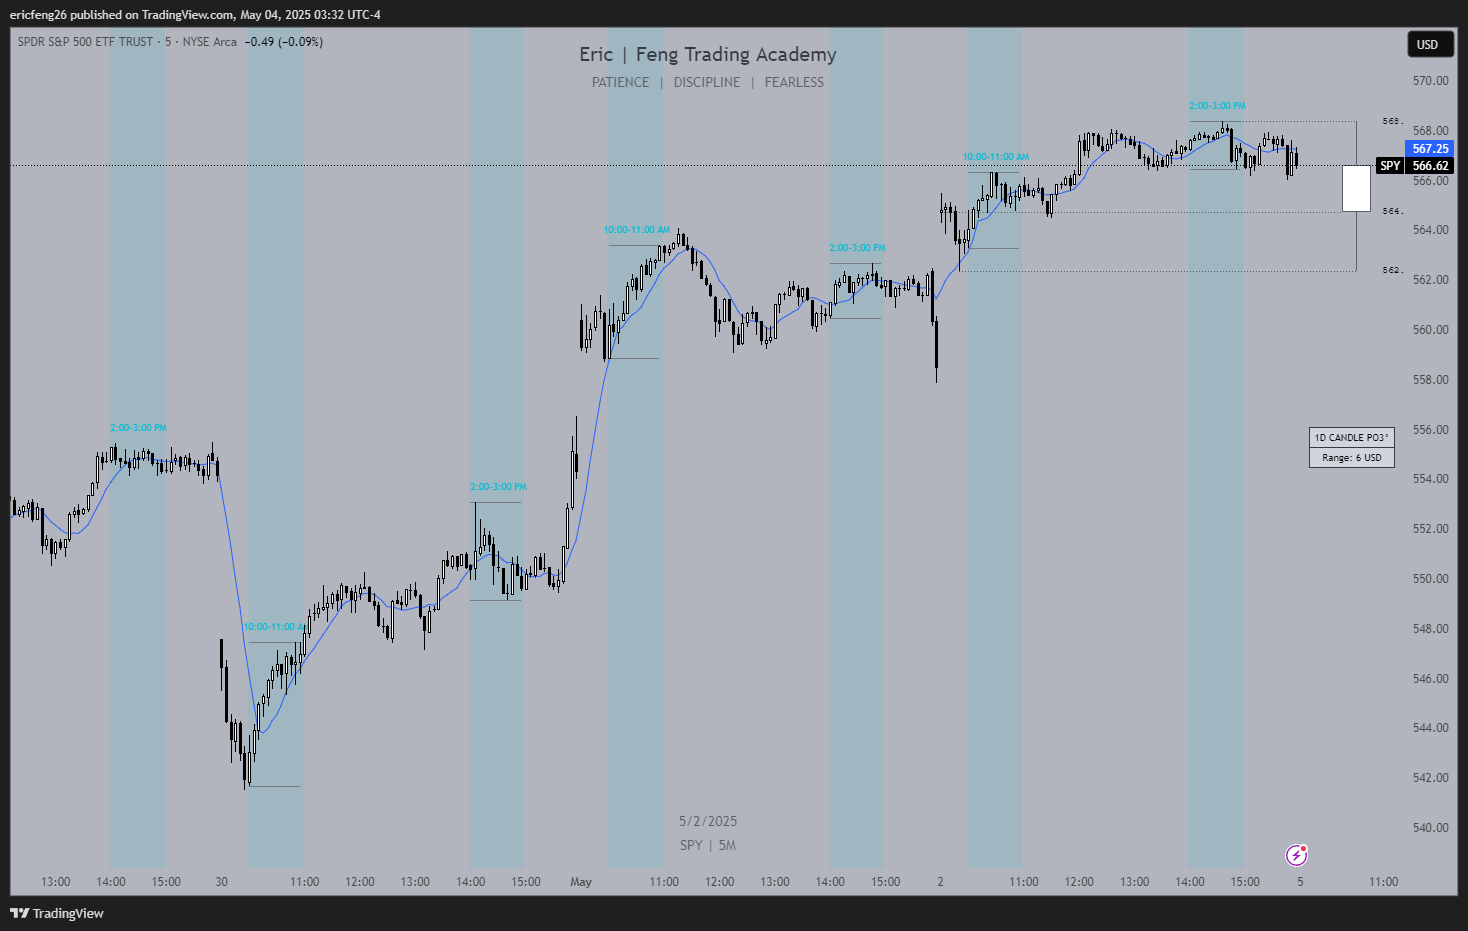 ericfeng26 published on TradingView.com, May 04, 2025 03:32 UTC-4
SPDR S&P 500 ETF TRUST · 5 · NYSE Arca −0.49 (−0.09%)
USD
Eric | Feng Trading Academy
PATIENCE | DISCIPLINE | FEARLESS
570.00
2:00-3:00 PM
568.
568.00
567.25
10:00-11:00 AM
SPY 566.62
566.00
564.
10:00-11:00 AM
564.00
2:00-3:00 PM
562.
562.00
560.00
558.00
2:00-3:00 PM
556.00
1D CANDLE PO3°
Range: 6 USD
554.00
2:00-3:00 PM
552.00
550.00
10:00-11:00 A
548.00
546.00
544.00
542.00
5/2/2025
540.00
SPY | 5M
13:00 14:00 15:00 30 11:00 12:00 13:00 14:00 15:00 May 11:00 12:00 13:00 14:00 15:00 2 11:00 12:00 13:00 14:00 15:00 5 11:00
TradingView